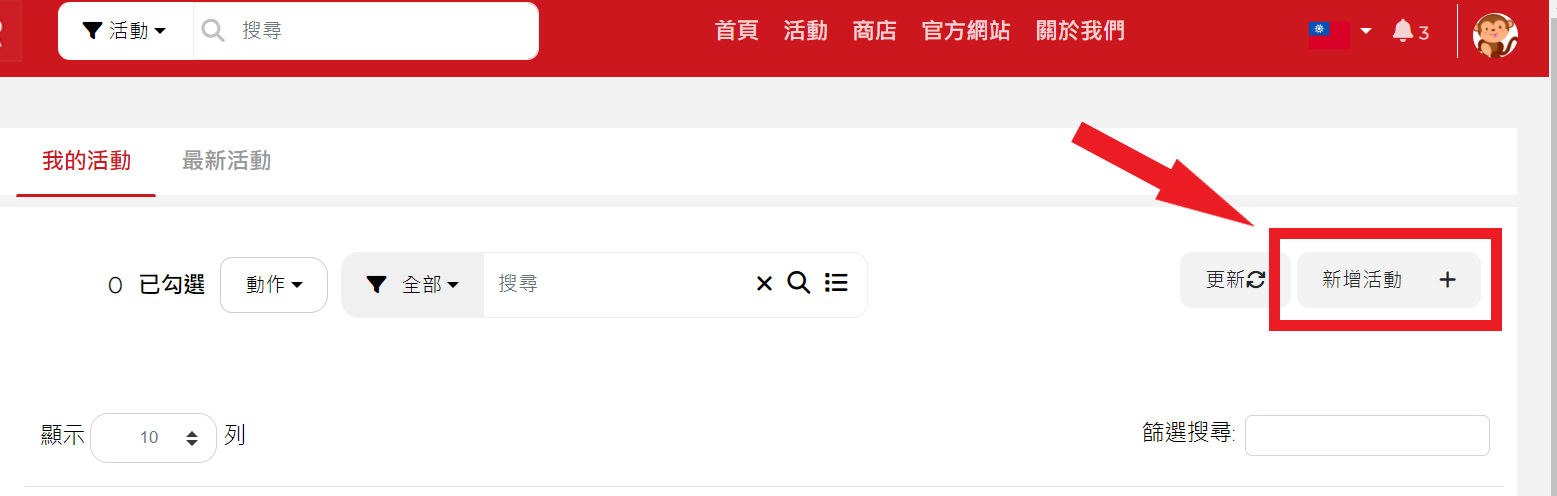 活動 搜尋 首頁 活動 商店 官方網站 關於我們 3
我的活動 最新活動
0 已勾選 動作 全部 搜尋 更新 新增活動 +
顯示 10 列 篩選搜尋: